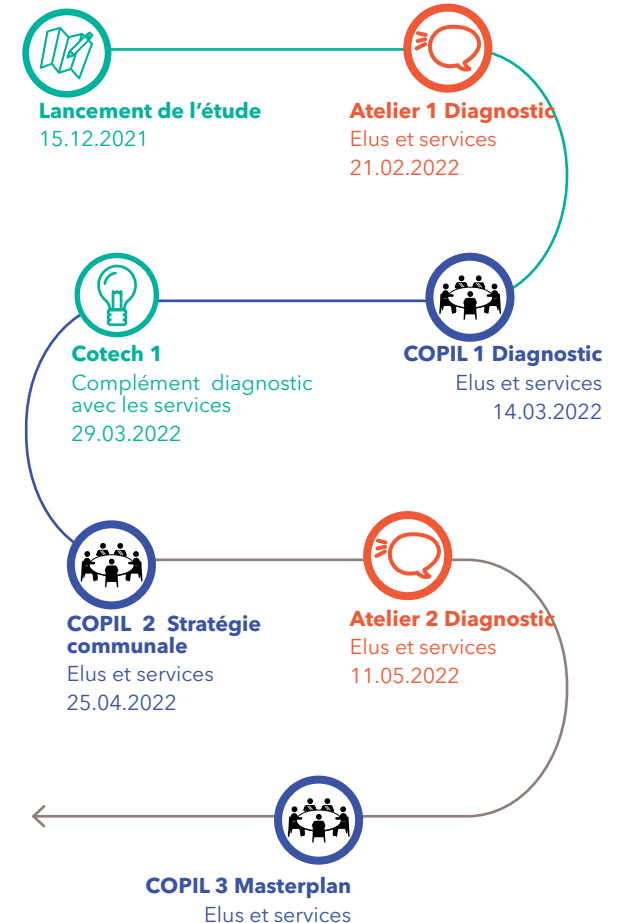 Lancement de l'étude
15.12.2021
Atelier 1 Diagnostic
Elus et services
21.02.2022
COPIL 1 Diagnostic
Elus et services
14.03.2022
Cotech 1
Complément diagnostic
avec les services
29.03.2022
COPIL 2 Stratégie
communale
Elus et services
25.04.2022
Atelier 2 Diagnostic
Elus et services
11.05.2022
COPIL 3 Masterplan
Elus et services